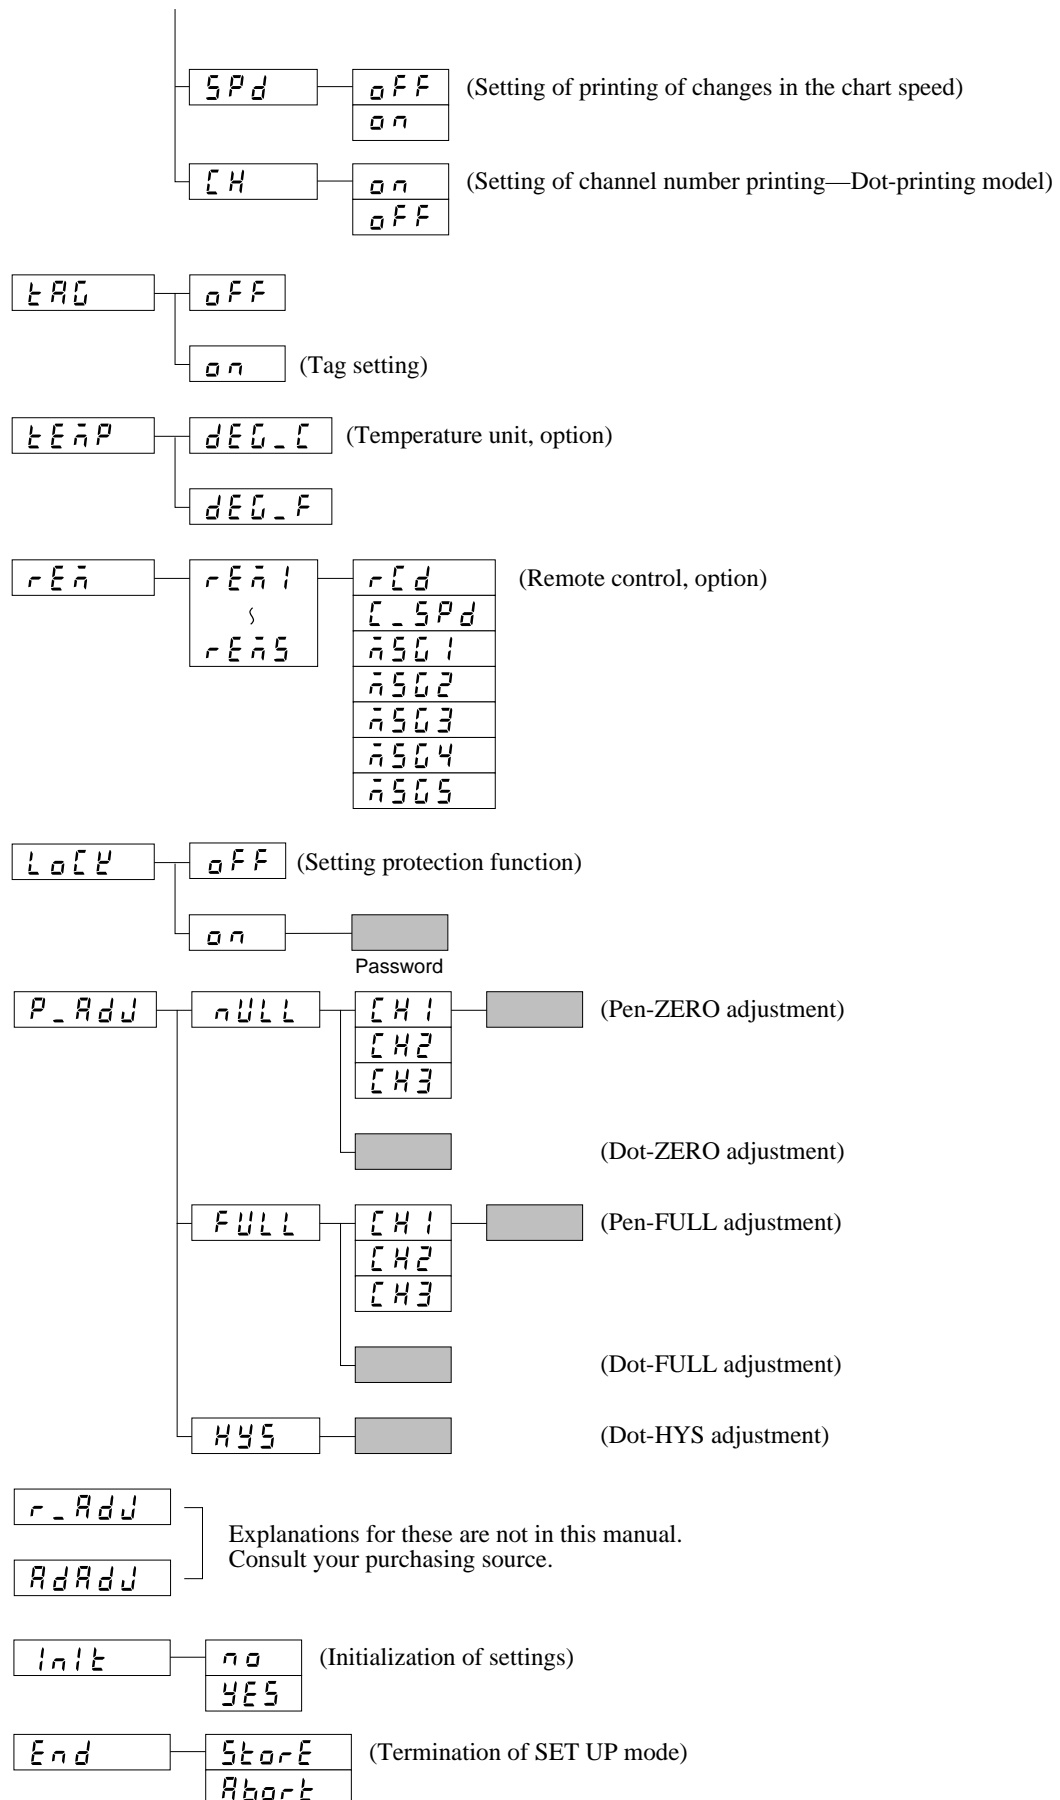 SPd oFF (Setting of printing of changes in the chart speed)
on
CH on (Setting of channel number printing—Dot-printing model)
oFF
tAG oFF
on (Tag setting)
tEmP dEG_C (Temperature unit, option)
dEG_F
rEm rEm1 rCd (Remote control, option)
C_SPd
rEm5
mSG1
mSG2
mSG3
mSG4
mSG5
LoCK oFF (Setting protection function)
on
Password
P_AdJ nULL CH1 (Pen-ZERO adjustment)
CH2
CH3
(Dot-ZERO adjustment)
FULL CH1 (Pen-FULL adjustment)
CH2
CH3
(Dot-FULL adjustment)
HYS (Dot-HYS adjustment)
r_AdJ
Explanations for these are not in this manual.
Consult your purchasing source.
AdAdJ
InIt no (Initialization of settings)
YES
End StorE (Termination of SET UP mode)
Abort